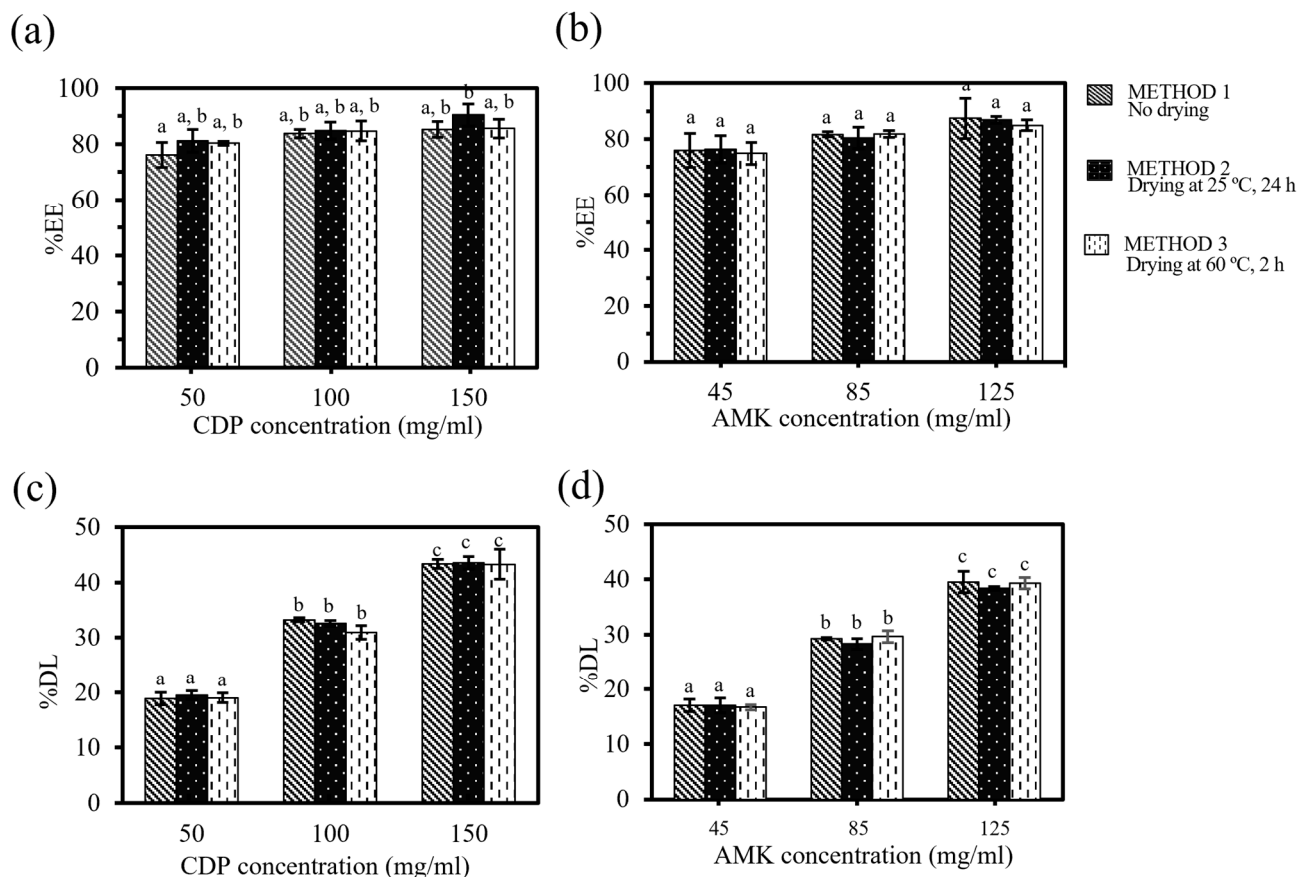 (a)
100
80
60
40
20
0
%EE
a
a, b
a, b
a, b
a, b
a, b
a, b
b
a, b
50
100
150
CDP concentration (mg/ml)
(b)
100
80
60
40
20
0
%EE
a
a
a
a
a
a
a
a
a
45
85
125
AMK concentration (mg/ml)
METHOD 1
No drying
METHOD 2
Drying at 25 ºC, 24 h
METHOD 3
Drying at 60 ºC, 2 h
(c)
50
40
30
20
10
0
%DL
a
a
a
b
b
b
c
c
c
50
100
150
CDP concentration (mg/ml)
(d)
50
40
30
20
10
0
%DL
a
a
a
b
b
b
c
c
c
45
85
125
AMK concentration (mg/ml)